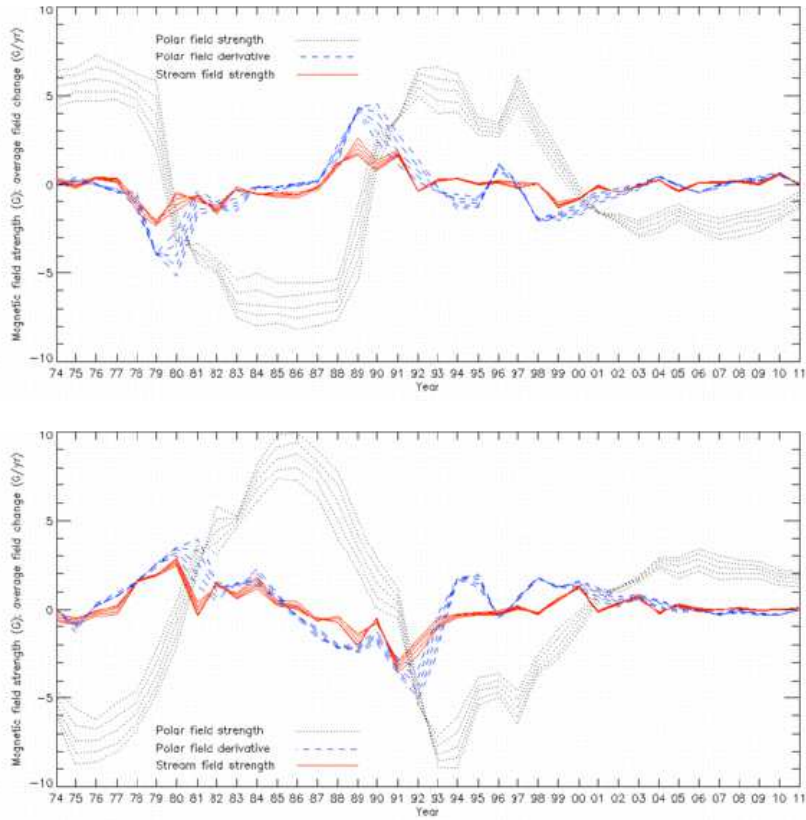 10
Polar field strength
Polar field derivative
Stream field strength
5
0
−5
−10
Magnetic field strength (G); average field change (G/yr)
74 75 76 77 78 79 80 81 82 83 84 85 86 87 88 89 90 91 92 93 94 95 96 97 98 99 00 01 02 03 04 05 06 07 08 09 10 11
Year
10
5
0
−5
−10
Magnetic field strength (G); average field change (G/yr)
Polar field strength
Polar field derivative
Stream field strength
74 75 76 77 78 79 80 81 82 83 84 85 86 87 88 89 90 91 92 93 94 95 96 97 98 99 00 01 02 03 04 05 06 07 08 09 10 11
Year